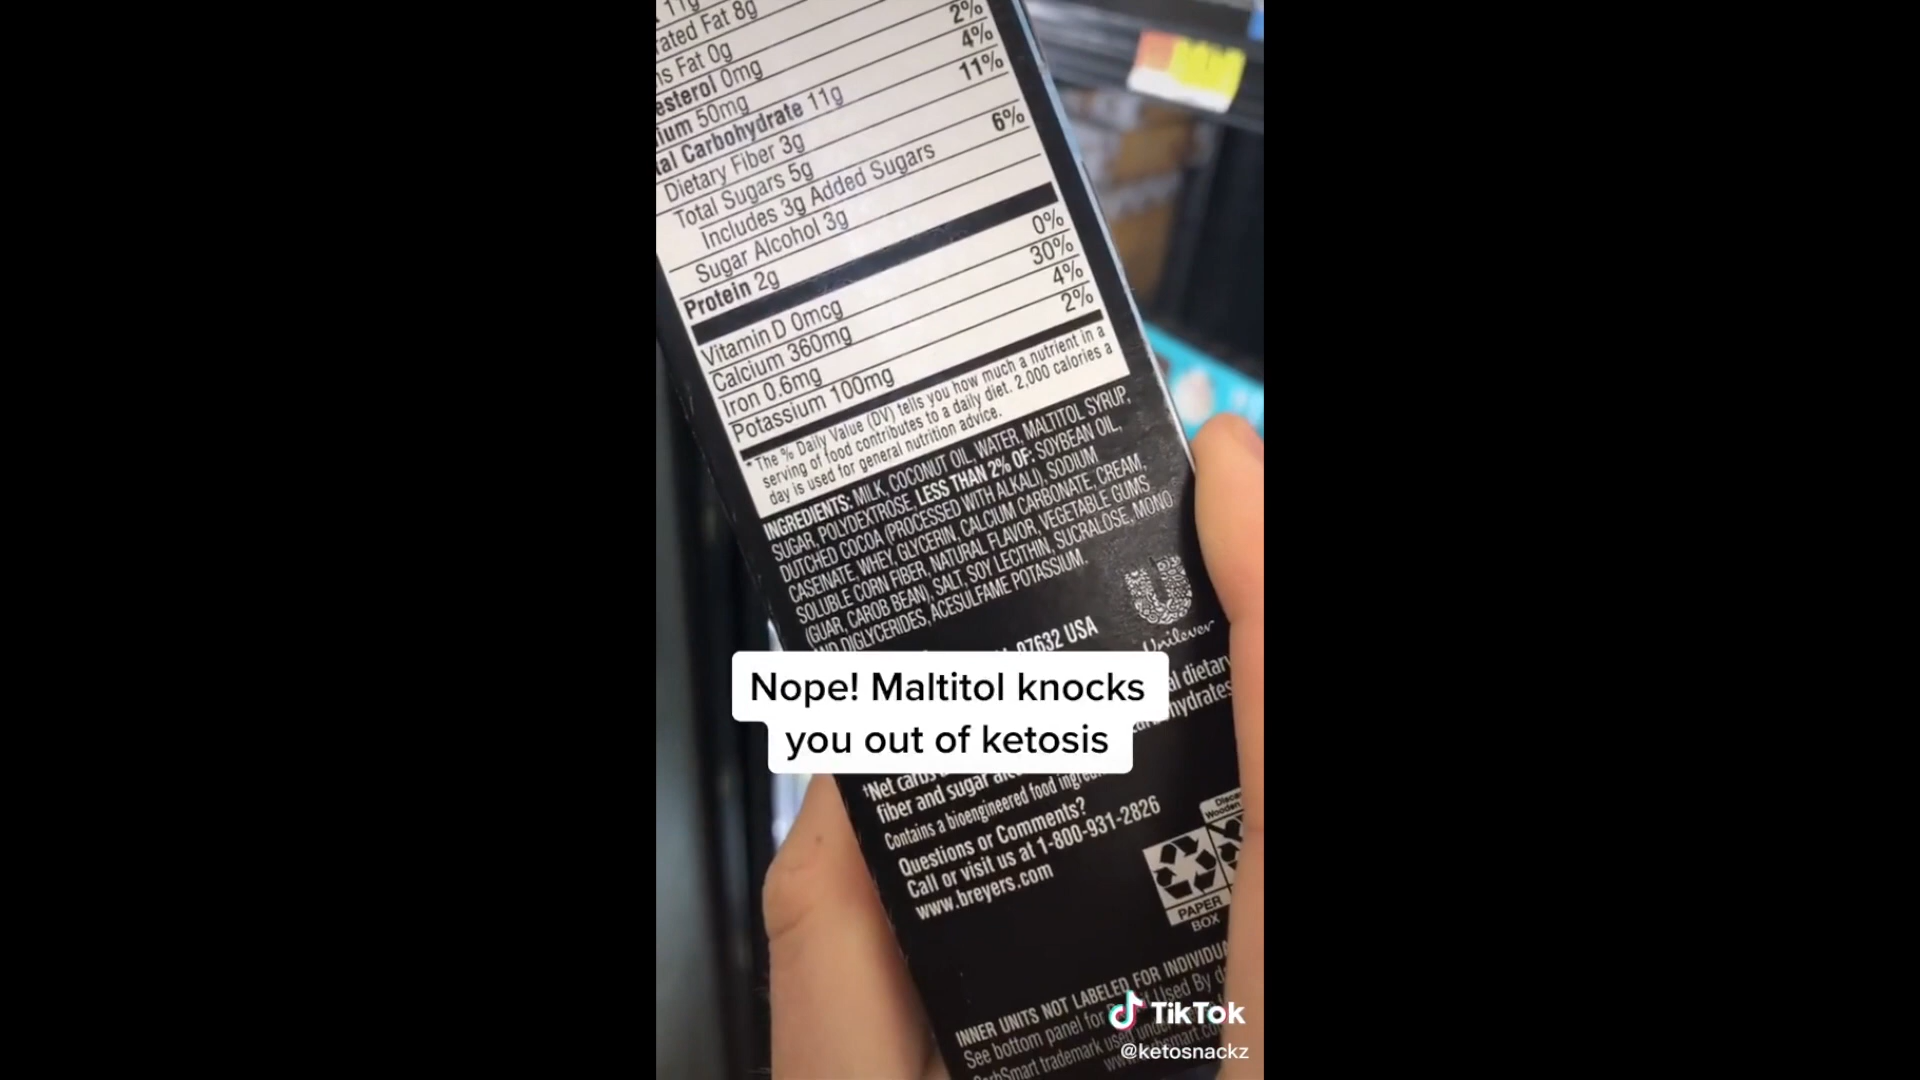 11g
Fat 8g
Fat 0g
2%
0mg
4%
50mg
11%
Carbohydrate 11g
Dietary Fiber 3g
Total Sugars 5g
6%
Includes 3g Added Sugars
Sugar Alcohol 3g
Protein 2g
Vitamin D 0mcg 0%
Calcium 360mg 30%
Iron 0.6mg 4%
Potassium 100mg 2%
* The % Daily Value (DV) tells you how much a nutrient in a
serving of food contributes to a daily diet. 2,000 calories a
day is used for general nutrition advice.
INGREDIENTS: MILK, COCONUT OIL, WATER, MALTITOL SYRUP,
SUGAR, POLYDEXTROSE, LESS THAN 2% OF: SOYBEAN OIL,
DUTCHED COCOA (PROCESSED WITH ALKALI), SODIUM
CASEINATE, WHEY, GLYCERIN, CALCIUM CARBONATE, CREAM,
SOLUBLE CORN FIBER, NATURAL FLAVOR, VEGETABLE GUMS
(GUAR, CAROB BEAN), SALT, SOY LECITHIN, SUCRALOSE, MONO
AND DIGLYCERIDES, ACESULFAME POTASSIUM.
07632 USA
Unilever
dietary
Nope! Maltitol knocks
you out of ketosis
†Net carbs
fiber and sugar
Contains a bioengineered food
Questions or Comments?
Call or visit us at 1-800-931-2826
www.breyers.com
PAPER
BOX
INNER UNITS NOT LABELED FOR
See bottom panel for Used By
trademark
TikTok
@ketosnackz